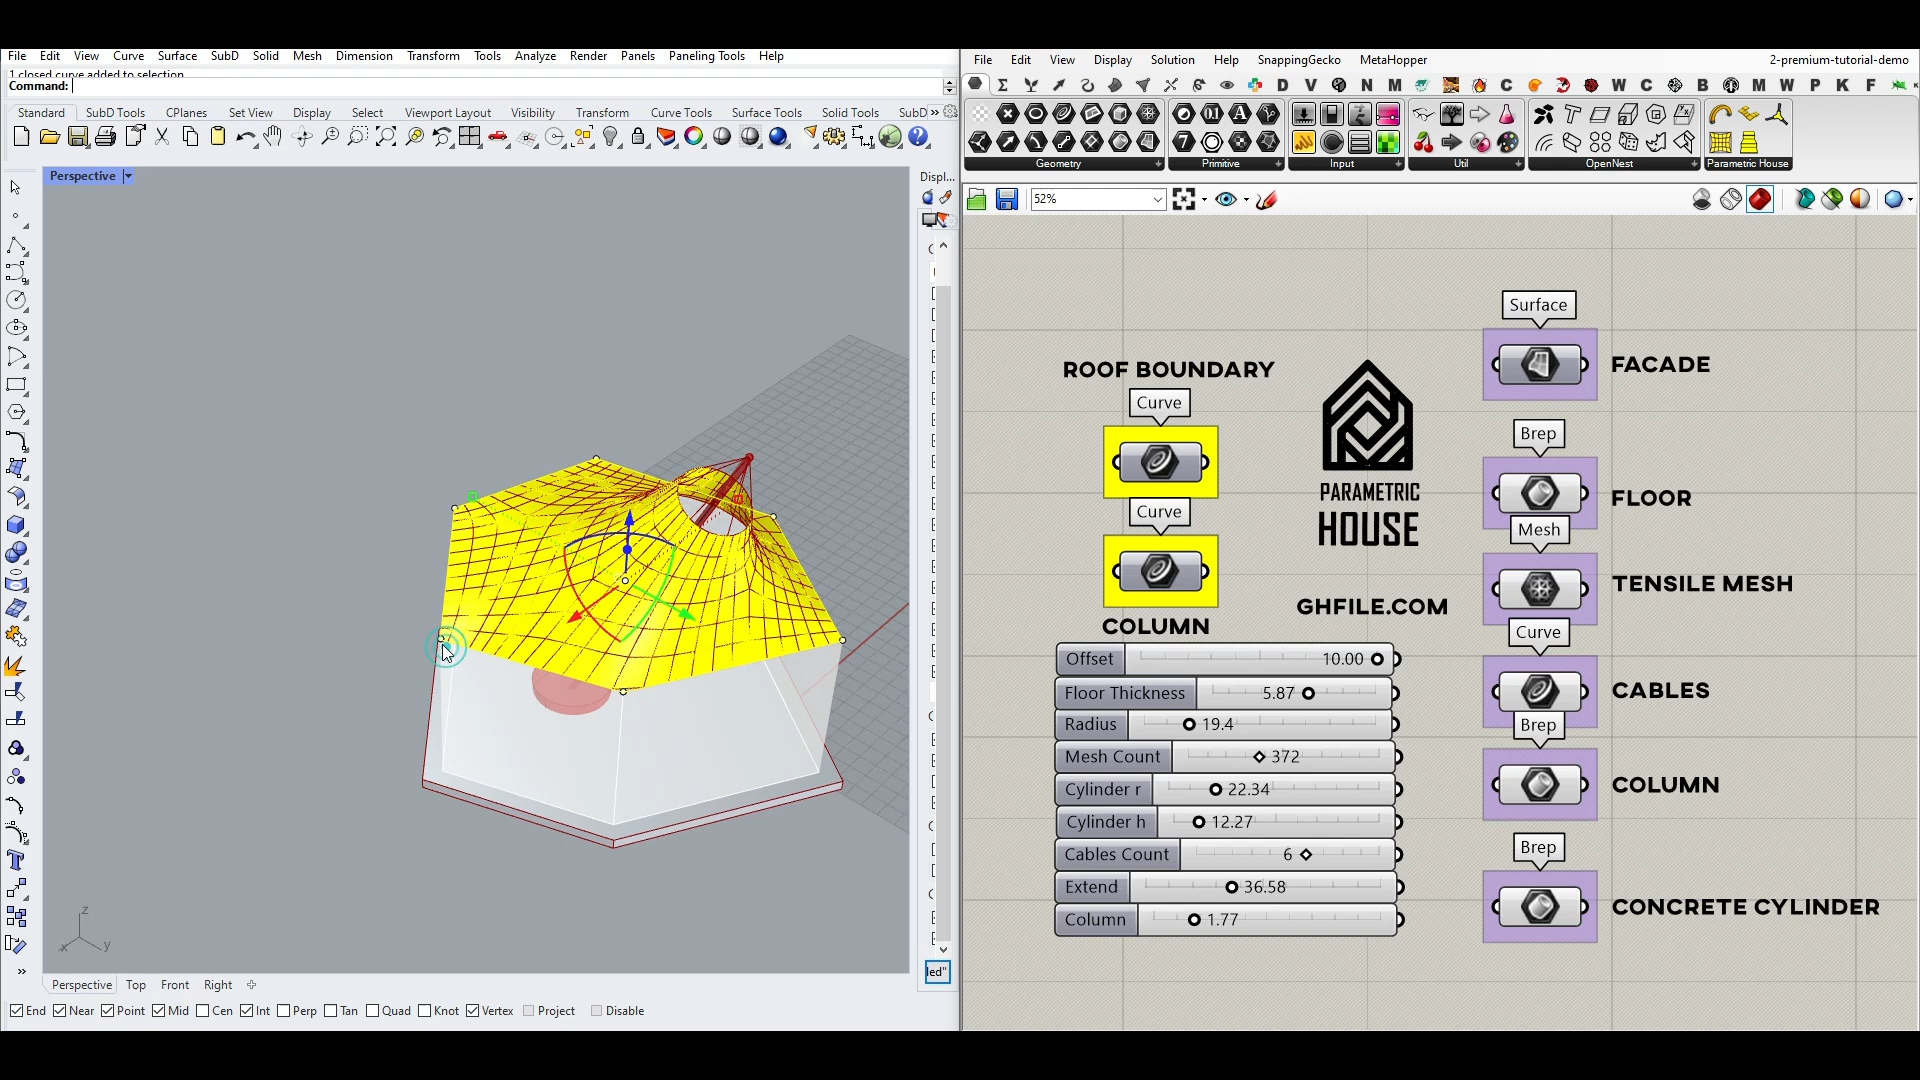 File Edit View Curve Surface SubD Solid Mesh Dimension Transform Tools Analyze Render Panels Paneling Tools Help
1 closed curve added to selection
Command:
Standard SubD Tools CPlanes Set View Display Select Viewport Layout Visibility Transform Curve Tools Surface Tools Solid Tools SubD »
Perspective
Displ...
led"
z
x y
Perspective Top Front Right
End Near Point Mid Cen Int Perp Tan Quad Knot Vertex Project Disable
File Edit View Display Solution Help SnappingGecko MetaHopper
2-premium-tutorial-demo
Geometry Primitive Input Util OpenNest Parametric House
52%
ROOF BOUNDARY
Curve
Curve
COLUMN
PARAMETRIC
HOUSE
GHFILE.COM
Offset 10.00
Floor Thickness 5.87
Radius 19.4
Mesh Count 372
Cylinder r 22.34
Cylinder h 12.27
Cables Count 6
Extend 36.58
Column 1.77
Surface
FACADE
Brep
FLOOR
Mesh
TENSILE MESH
Curve
CABLES
Brep
COLUMN
Brep
CONCRETE CYLINDER